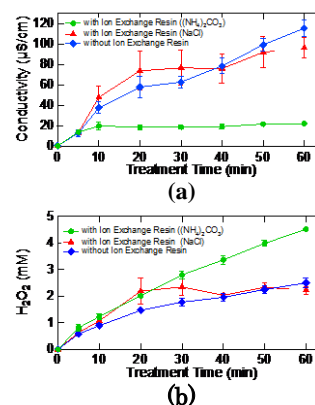 with Ion Exchange Resin ((NH4)2CO3)
with Ion Exchange Resin (NaCl)
without Ion Exchange Resin
Conductivity (µS/cm)
120
100
80
60
40
20
0
0 10 20 30 40 50 60
Treatment Time (min)
(a)
with Ion Exchange Resin ((NH4)2CO3)
with Ion Exchange Resin (NaCl)
without Ion Exchange Resin
H2O2 (mM)
5
4
3
2
1
0
0 10 20 30 40 50 60
Treatment Time (min)
(b)